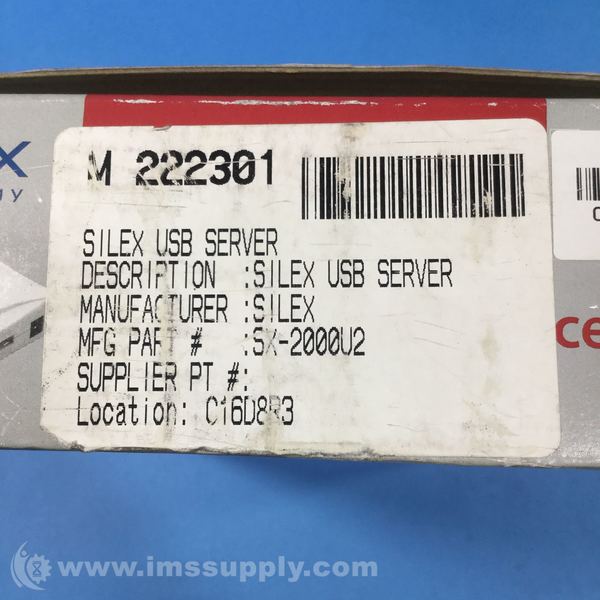 M 222301
SILEX USB SERVER
DESCRIPTION :SILEX USB SERVER
MANUFACTURER :SILEX
MFG PART # :SX-2000U2
SUPPLIER PT #:
Location: C16D8R3
www.imssupply.com